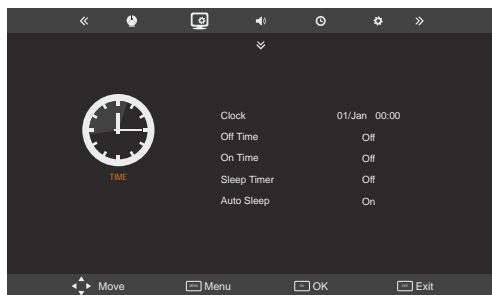 Clock 01/Jan 00:00
Off Time Off
On Time Off
Sleep Timer Off
Auto Sleep On
TIME
Move Menu OK Exit